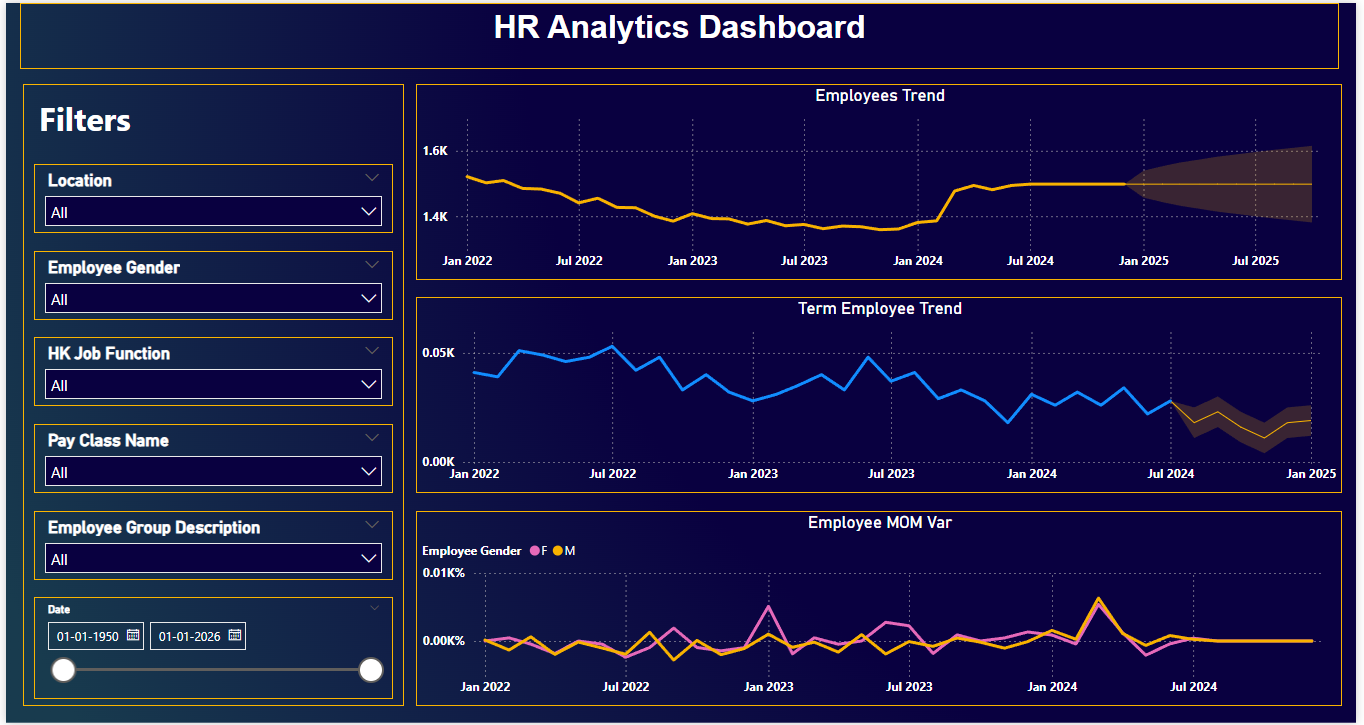 HR Analytics Dashboard
Filters
Location
All
Employee Gender
All
HK Job Function
All
Pay Class Name
All
Employee Group Description
All
Date
01-01-1950 01-01-2026
Employees Trend
1.6K
1.4K
Jan 2022 Jul 2022 Jan 2023 Jul 2023 Jan 2024 Jul 2024 Jan 2025 Jul 2025
Term Employee Trend
0.05K
0.00K
Jan 2022 Jul 2022 Jan 2023 Jul 2023 Jan 2024 Jul 2024 Jan 2025
Employee MOM Var
Employee Gender F M
0.01K%
0.00K%
Jan 2022 Jul 2022 Jan 2023 Jul 2023 Jan 2024 Jul 2024